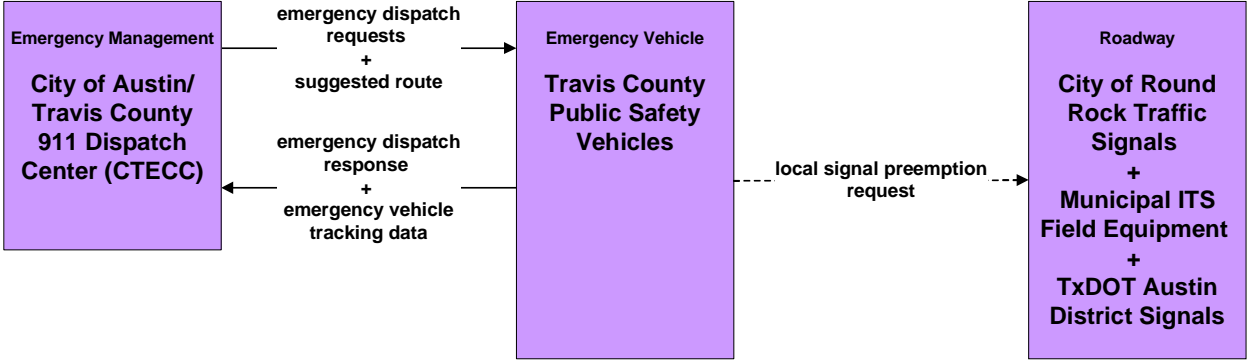 Emergency Management
City of Austin/
Travis County
911 Dispatch
Center (CTECC)
emergency dispatch
requests
+
suggested route
emergency dispatch
response
+
emergency vehicle
tracking data
Emergency Vehicle
Travis County
Public Safety
Vehicles
local signal preemption
request
Roadway
City of Round
Rock Traffic
Signals
+
Municipal ITS
Field Equipment
+
TxDOT Austin
District Signals